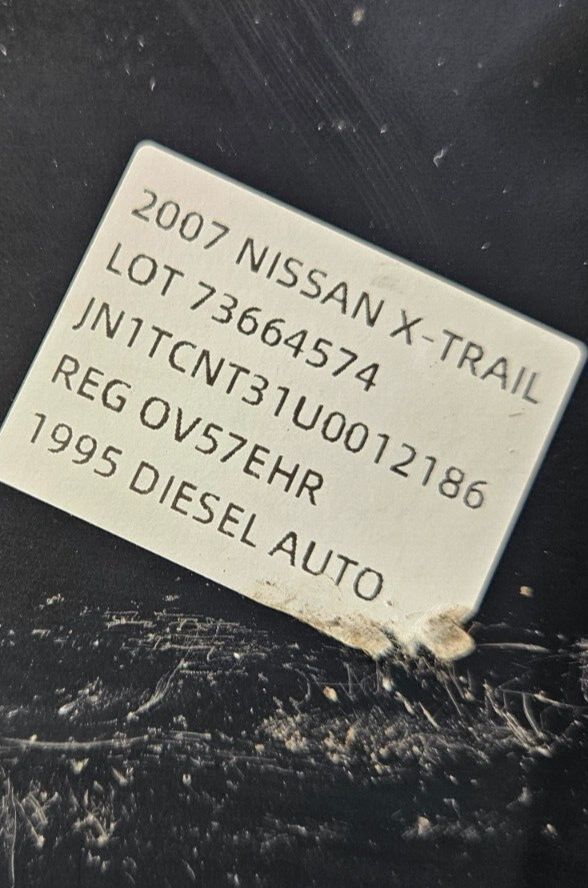 2007 NISSAN X-TRAIL
LOT 73664574
JN1TCNT31U0012186
REG OV57EHR
1995 DIESEL AUTO